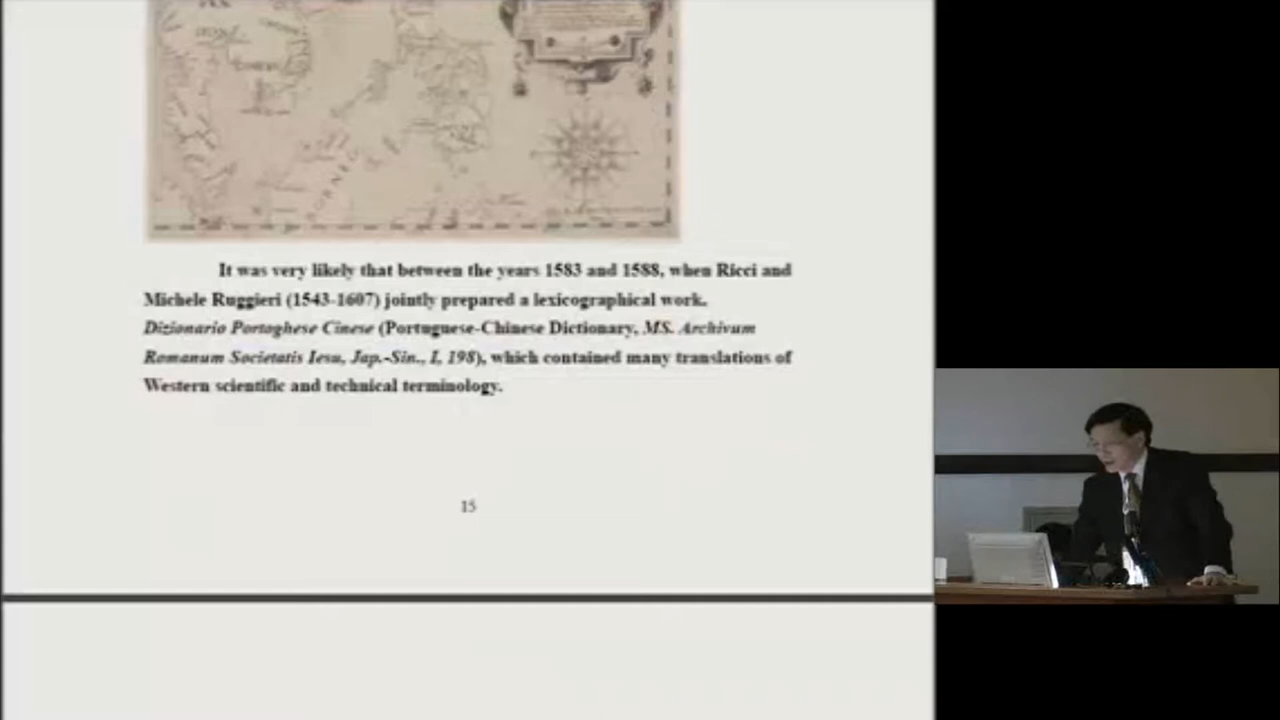 BORNEO
It was very likely that between the years 1583 and 1588, when Ricci and
Michele Ruggieri (1543-1607) jointly prepared a lexicographical work,
Dizionario Portoghese Cinese (Portuguese-Chinese Dictionary, MS. Archivum
Romanum Societatis Iesu, Jap.-Sin., I, 198), which contained many translations of
Western scientific and technical terminology.
15